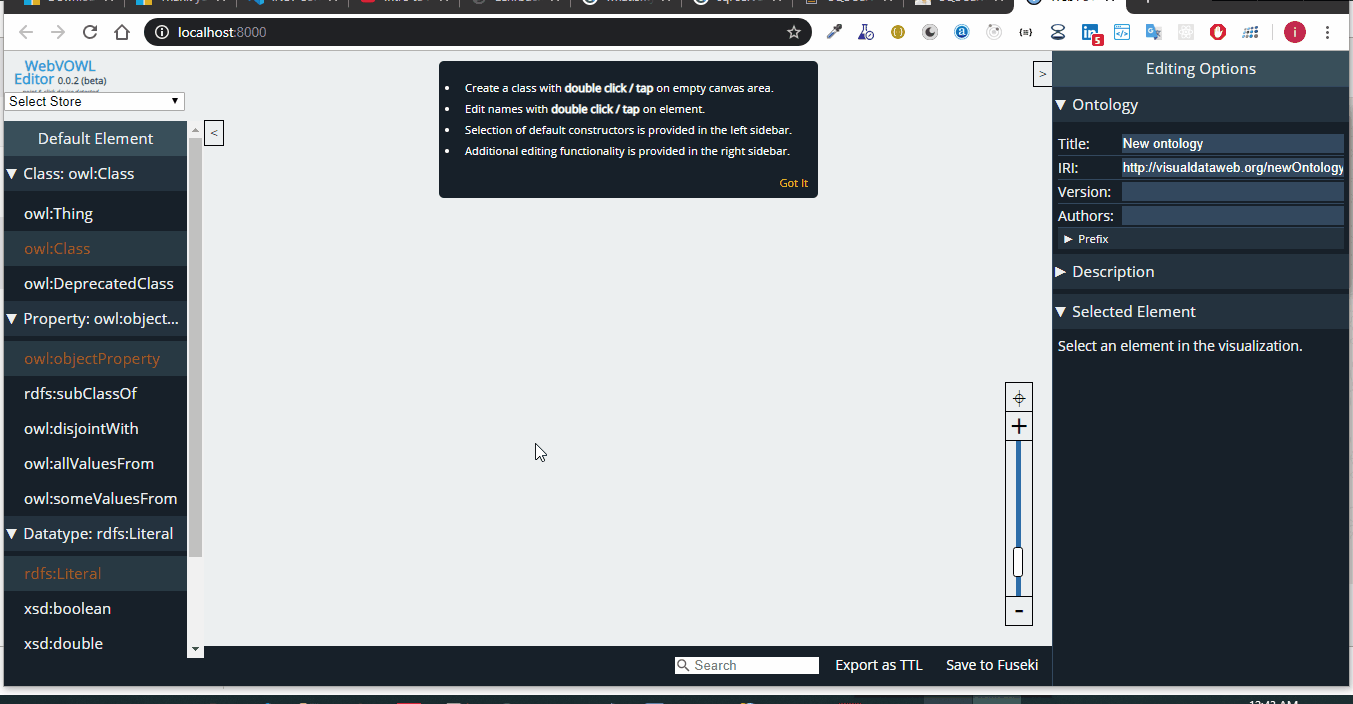 localhost:8000
5
i
WebVOWL
Editor 0.0.2 (beta)
Select Store
Default Element
Class: owl:Class
owl:Thing
owl:Class
owl:DeprecatedClass
Property: owl:object...
owl:objectProperty
rdfs:subClassOf
owl:disjointWith
owl:allValuesFrom
owl:someValuesFrom
Datatype: rdfs:Literal
rdfs:Literal
xsd:boolean
xsd:double
<
Create a class with double click / tap on empty canvas area.
Edit names with double click / tap on element.
Selection of default constructors is provided in the left sidebar.
Additional editing functionality is provided in the right sidebar.
Got It
>
+
-
Search
Export as TTL
Save to Fuseki
Editing Options
Ontology
Title: New ontology
IRI: http://visualdataweb.org/newOntology
Version:
Authors:
Prefix
Description
Selected Element
Select an element in the visualization.